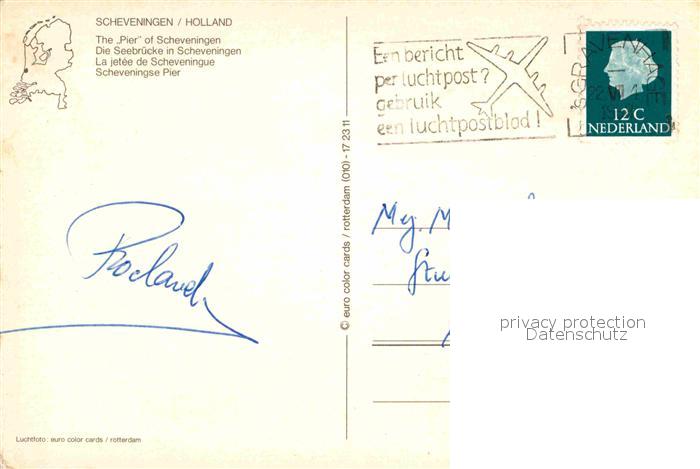 SCHEVENINGEN / HOLLAND
The „Pier" of Scheveningen
Die Seebrücke in Scheveningen
La jetée de Scheveningue
Scheveningse Pier
Een bericht
per luchtpost?
gebruik
een luchtpostblad!
'S GRAVENHAGE
12 C
NEDERLAND
© euro color cards / rotterdam (010) - 17 23 11
Roeland
Mej. M
privacy protection
Datenschutz
Luchtfoto: euro color cards / rotterdam